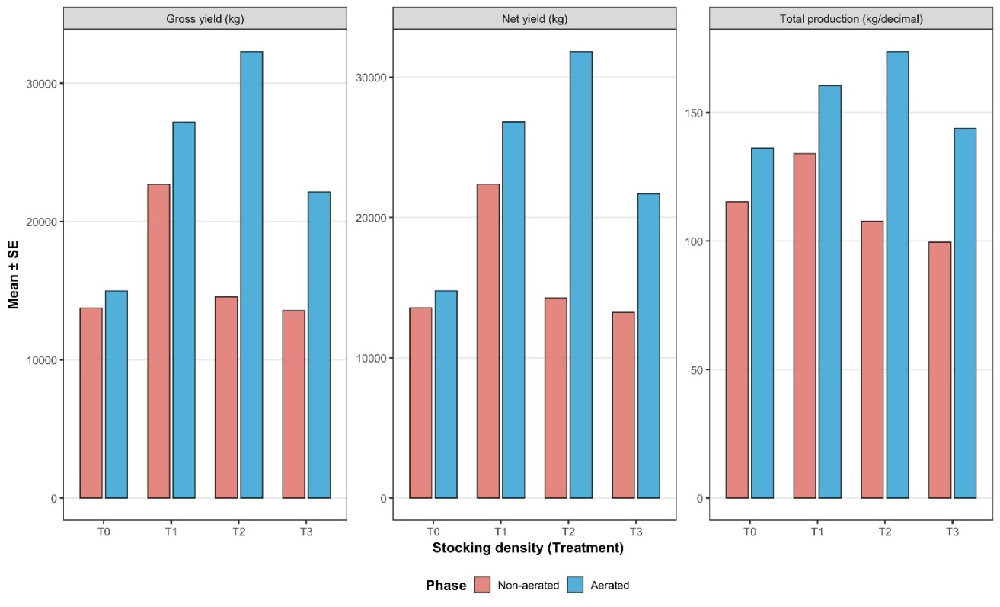 Gross yield (kg)
Net yield (kg)
Total production (kg/decimal)
Mean ± SE
30000
20000
10000
0
30000
20000
10000
0
150
100
50
0
T0 T1 T2 T3
T0 T1 T2 T3
T0 T1 T2 T3
Stocking density (Treatment)
Phase Non-aerated Aerated